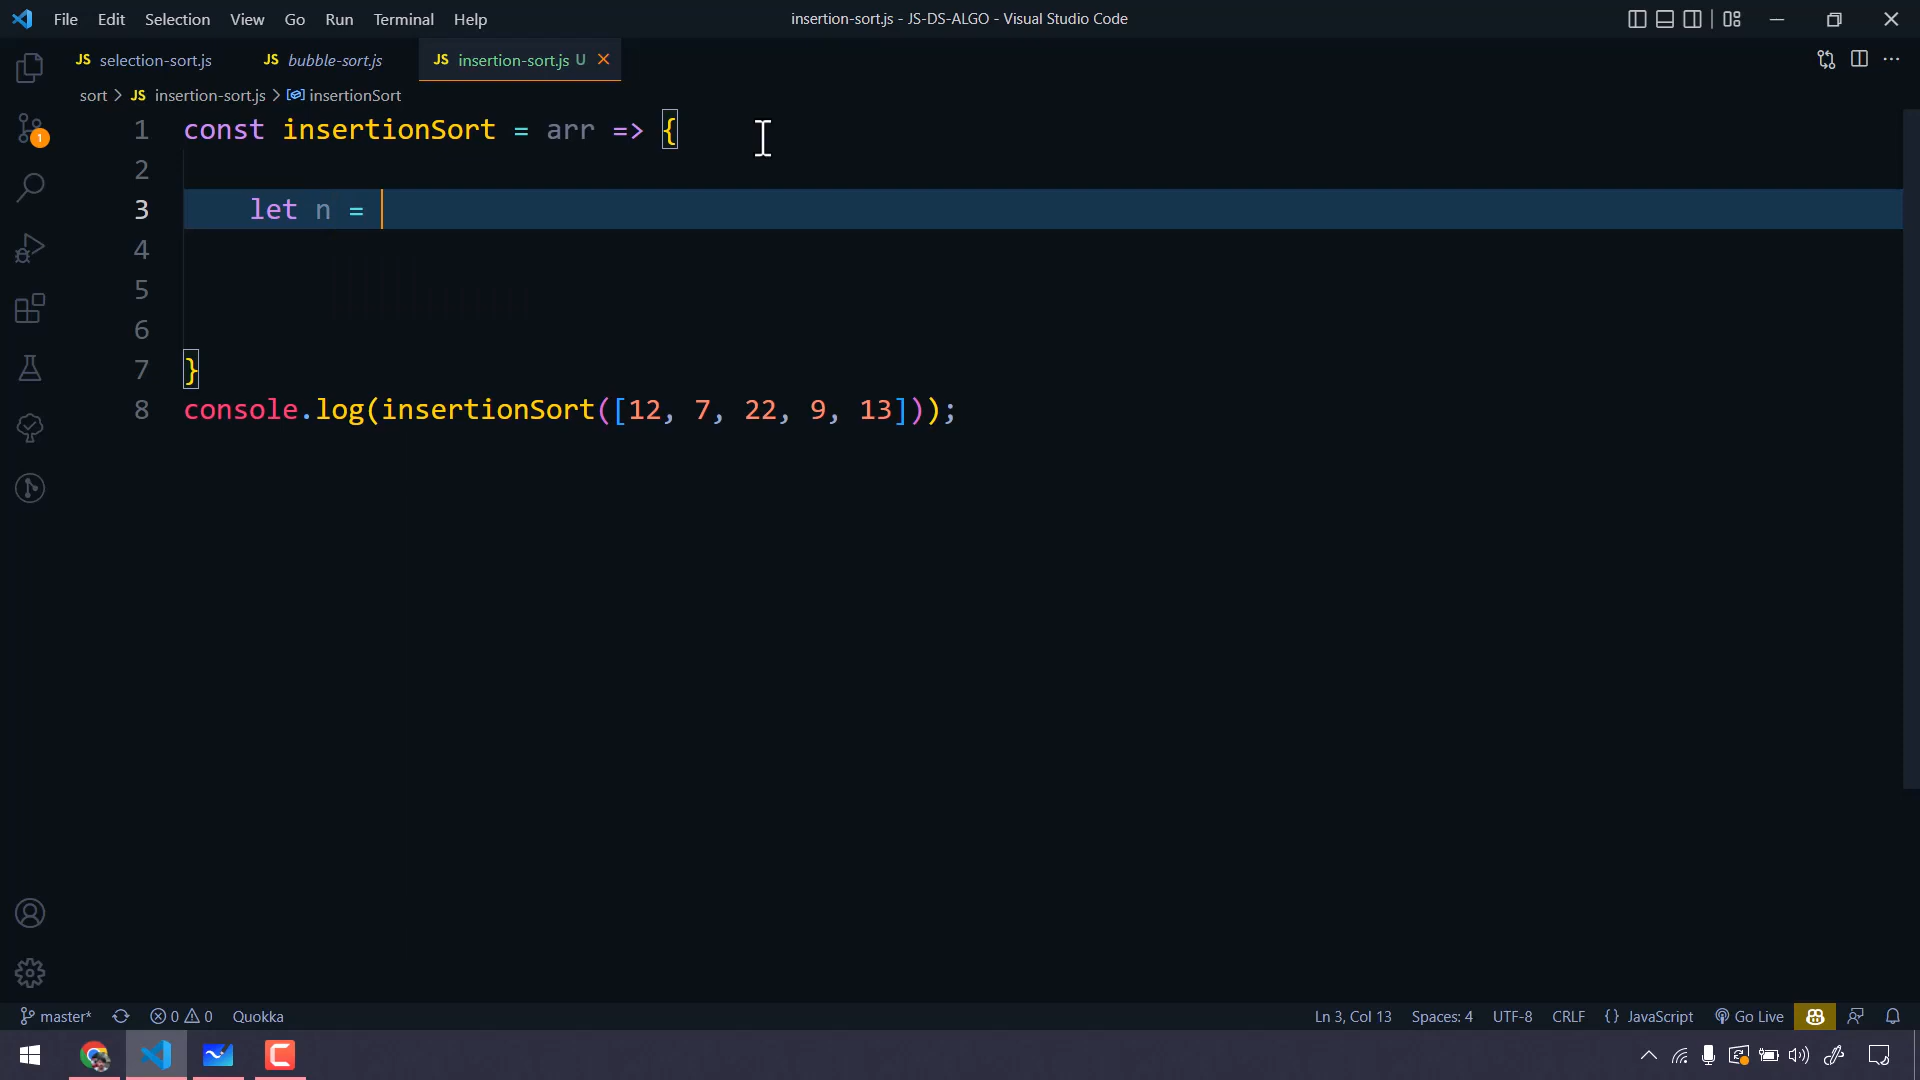 File Edit Selection View Go Run Terminal Help
insertion-sort.js - JS-DS-ALGO - Visual Studio Code
JS selection-sort.js JS bubble-sort.js JS insertion-sort.js U
sort > JS insertion-sort.js > insertionSort
1 const insertionSort = arr => {
2
3 let n =
4
5
6
7 }
8 console.log(insertionSort([12, 7, 22, 9, 13]));
1
master* 0 0 Quokka Ln 3, Col 13 Spaces: 4 UTF-8 CRLF {} JavaScript Go Live